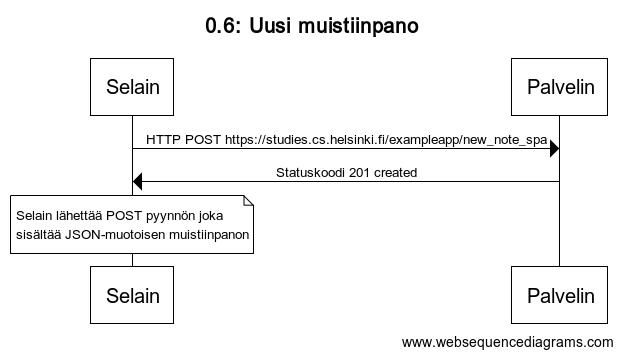 0.6: Uusi muistiinpano
Selain
Palvelin
HTTP POST https://studies.cs.helsinki.fi/exampleapp/new_note_spa
Statuskoodi 201 created
Selain lähettää POST pyynnön joka
sisältää JSON-muotoisen muistiinpanon
Selain
Palvelin
www.websequencediagrams.com